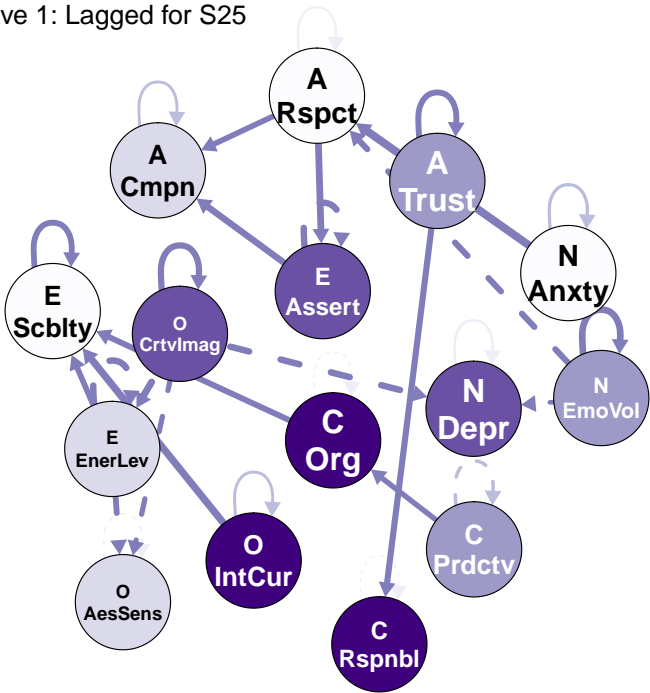 ve 1: Lagged for S25
A
Rspct
A
Cmpn
A
Trust
N
Anxty
E
Assert
E
Scblty
O
CrtvImag
N
EmoVol
N
Depr
C
Org
E
EnerLev
C
Prdctv
O
IntCur
O
AesSens
C
Rspnbl